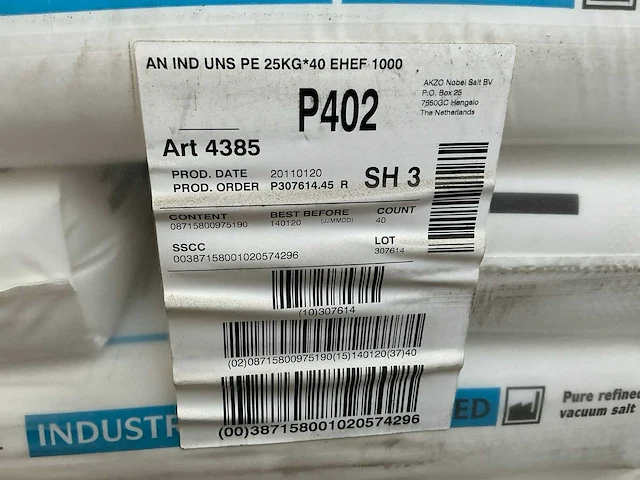 AN IND UNS PE 25KG*40 EHEF 1000
AKZO Nobel Salt BV
P.O. Box 25
7550GC Hengelo
The Netherlands
P402
Art 4385
PROD. DATE 20110120
PROD. ORDER P307614.45 R
SH 3
CONTENT BEST BEFORE (JJMMDD) COUNT
08715800975190 140120 40
SSCC LOT
00387158001020574296 307614
(10)307614
(02)08715800975190(15)140120(37)40
(00)387158001020574296
INDUSTR
ED
Pure refined
vacuum salt